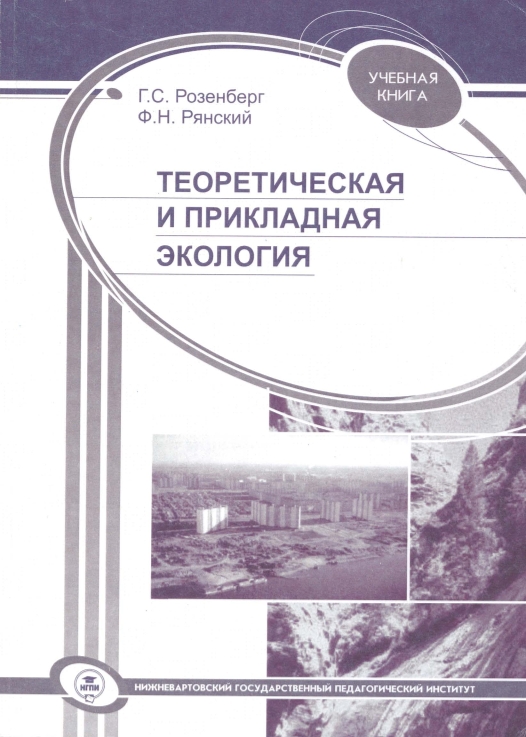 УЧЕБНАЯ
КНИГА
Г.С. Розенберг
Ф.Н. Рянский
ТЕОРЕТИЧЕСКАЯ
И ПРИКЛАДНАЯ
ЭКОЛОГИЯ
НГПИ
НИЖНЕВАРТОВСКИЙ ГОСУДАРСТВЕННЫЙ ПЕДАГОГИЧЕСКИЙ ИНСТИТУТ